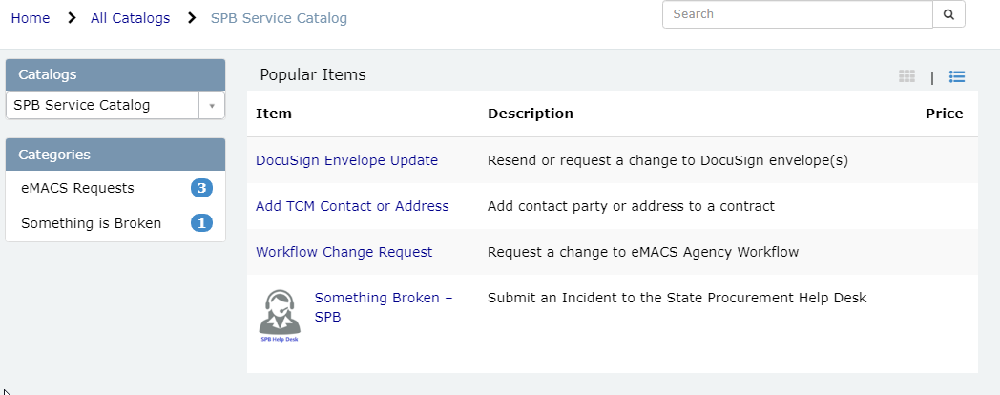 Home > All Catalogs > SPB Service Catalog
Search
Catalogs
SPB Service Catalog
Categories
eMACS Requests 3
Something is Broken 1
Popular Items
|
Item Description Price
DocuSign Envelope Update Resend or request a change to DocuSign envelope(s)
Add TCM Contact or Address Add contact party or address to a contract
Workflow Change Request Request a change to eMACS Agency Workflow
Something Broken – Submit an Incident to the State Procurement Help Desk
SPB
SPB Help Desk